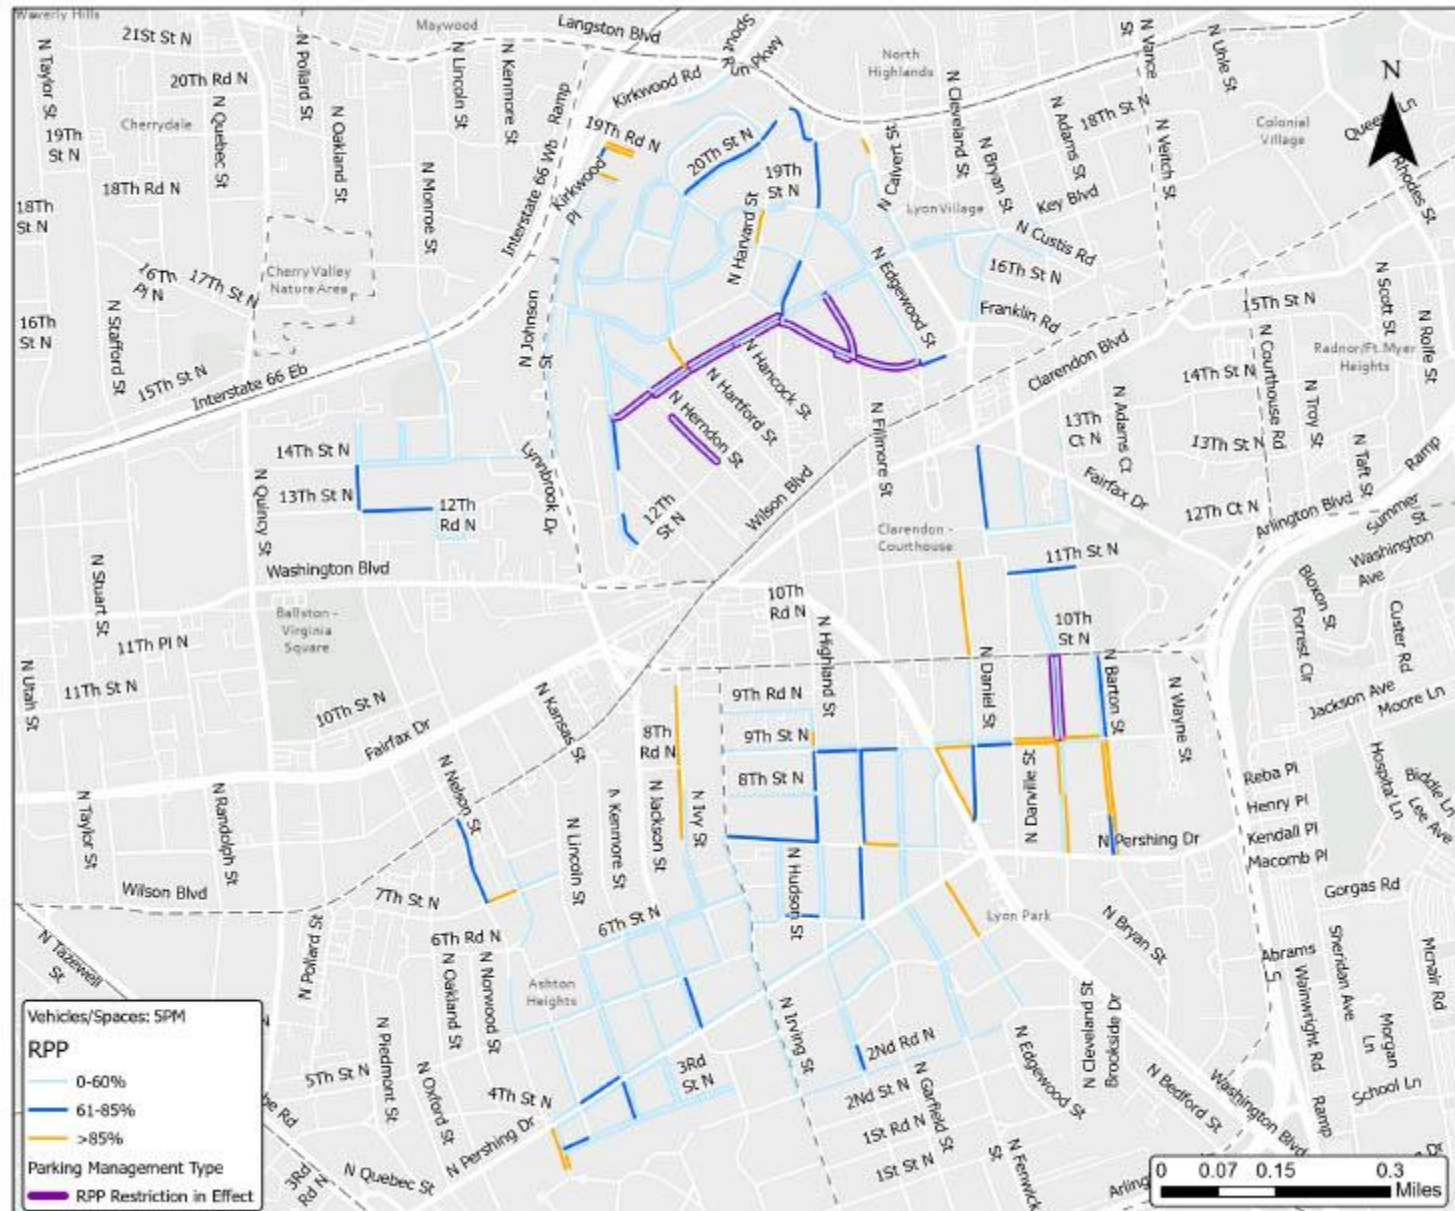 Waverly Hills
Maywood
Langston Blvd
Spout Rn Pkwy
21St St N
N Taylor St
N Pollard St
N Lincoln St
N Kenmore St
North
Highlands
N Vance
St
N Uhle St
N
20Th Rd N
Kirkwood Rd
Interstate 66 Wb Ramp
N Cleveland St
18Th St N
Cherrydale
N Quebec St
N Oakland St
19Th Rd N
20Th St N
N Calvert St
N Bryan St
N Adams St
N Veitch St
Colonial
Village
19Th
St N
19Th
St N
Rhodes St
18Th Rd N
N Monroe St
Kirkwood
Pl
Lyon Village
Key Blvd
18Th
St N
N Harvard St
N Custis Rd
16Th St N
Cherry Valley
Nature Area
16Th
Pl N
17Th St N
N Edgewood St
N Scott St
15Th St N
16Th
St N
N Stafford St
N Johnson
St
Franklin Rd
N Rolfe St
Radnor/Ft.Myer
Heights
15Th St N
Interstate 66 Eb
N Hancock St
N Hartford St
N Herndon St
Clarendon Blvd
N Courthouse Rd
14Th St N
N Troy St
N Adams Ct
13Th
Ct N
13Th St N
N Taft St
Ramp
N Fillmore St
14Th St N
13Th St N
N Quincy St
12Th
Rd N
Lynnbrook Dr
12Th
St N
Wilson Blvd
Fairfax Dr
12Th Ct N
Arlington Blvd
Summer
St
Clarendon -
Courthouse
11Th St N
Washington
Ave
Washington Blvd
N Stuart St
Ballston -
Virginia
Square
10Th
Rd N
10Th
St N
Bloxon St
Forrest Clr
Custer Rd
11Th Pl N
N Utah St
11Th St N
N Highland St
N Daniel St
N Barton St
N Wayne St
Jackson Ave
Moore Ln
10Th St N
Fairfax Dr
N Kansas St
9Th Rd N
9Th St N
8Th St N
8Th
Rd N
Hospital Ln
Biddle Ln
Lee Ave
N Nelson St
N Danville St
Reba Pl
Henry Pl
Kendall Pl
Macomb Pl
N Taylor St
N Randolph St
N Lincoln St
N Kenmore St
N Jackson St
N Ivy St
N Hudson St
N Pershing Dr
Gorgas Rd
Wilson Blvd
7Th St N
6Th St N
Lyon Park
N Bryan St
N Tazewell
St
N Pollard St
6Th Rd N
N Oakland St
N Norwood St
Ashton
Heights
N Irving St
Abrams
Ln
Sheridan Ave
Wainwright Rd
Mcnair Rd
Morgan
Ln
N Cleveland St
Brookside Dr
N Piedmont St
5Th St N
N Oxford St
4Th St N
3Rd
St N
2Nd Rd N
2Nd St N
1St Rd N
1St St N
N Garfield St
N Edgewood St
N Bedford St
Washington Blvd
Ramp
School Ln
N Pershing Dr
N Quebec St
3Rd
Rd N
N Fenwick
St
Vehicles/Spaces: 5PM
RPP
0-60%
61-85%
>85%
Parking Management Type
RPP Restriction in Effect
0 0.07 0.15 0.3
Miles